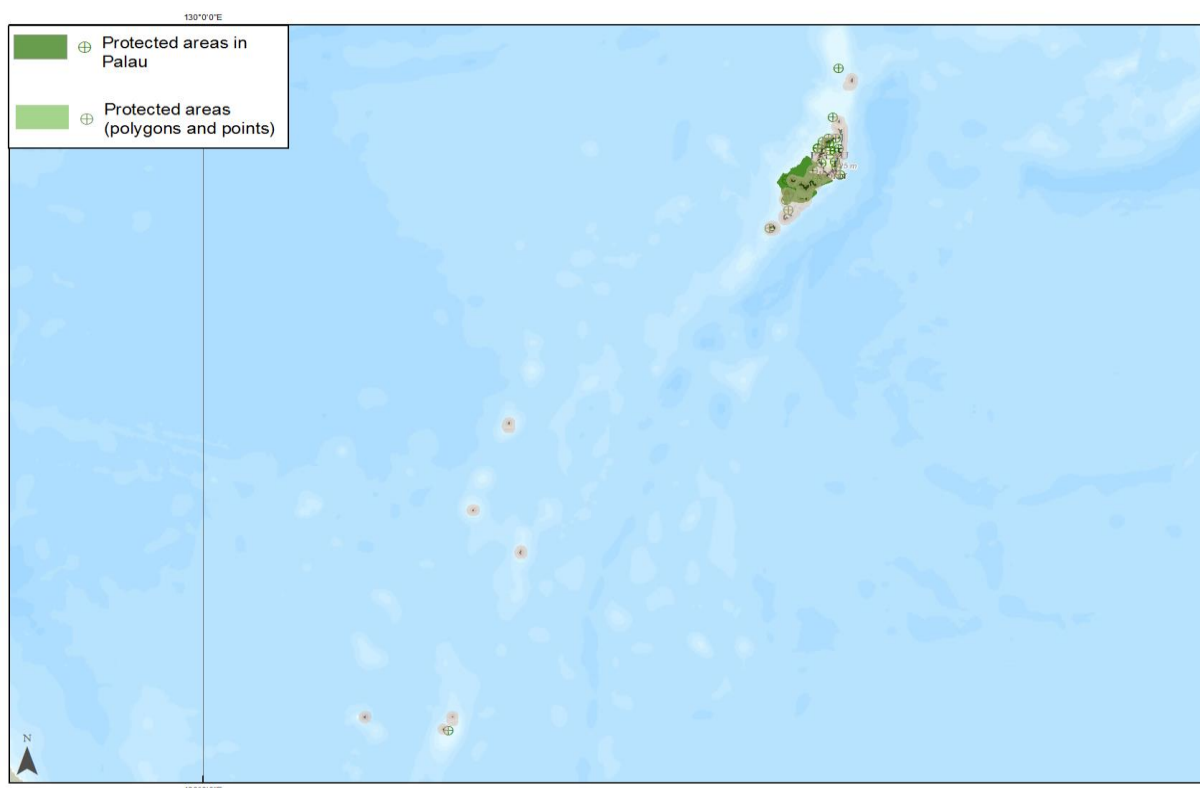 130°0'0"E
Protected areas in
Palau
Protected areas
(polygons and points)
N